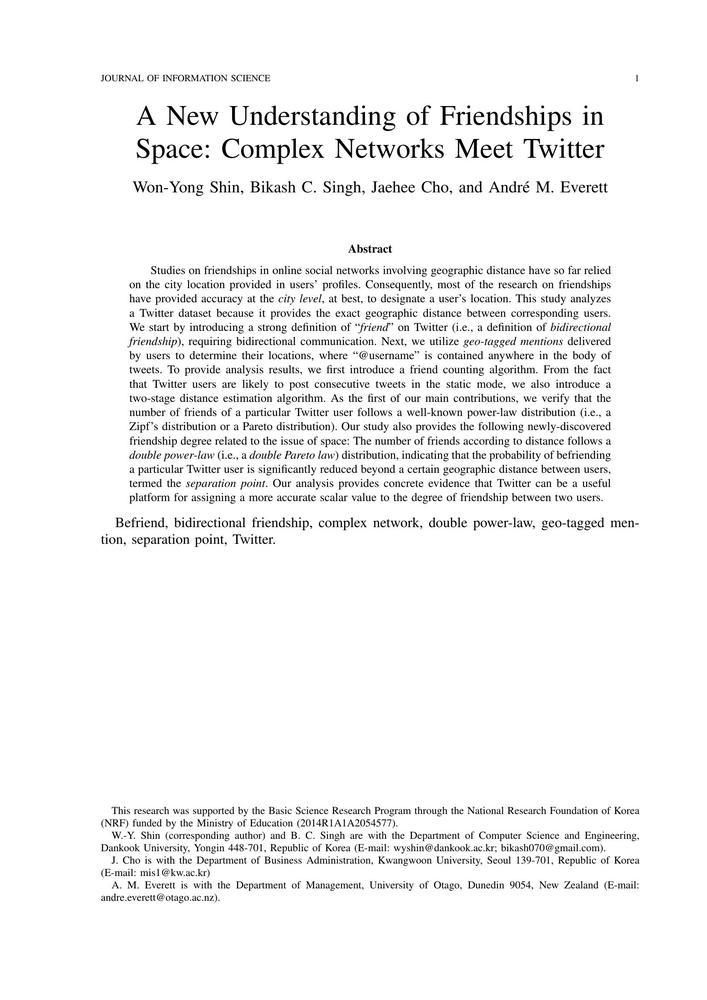 JOURNAL OF INFORMATION SCIENCE 1
A New Understanding of Friendships in
Space: Complex Networks Meet Twitter
Won-Yong Shin, Bikash C. Singh, Jaehee Cho, and André M. Everett
Abstract
Studies on friendships in online social networks involving geographic distance have so far relied
on the city location provided in users' profiles. Consequently, most of the research on friendships
have provided accuracy at the city level, at best, to designate a user's location. This study analyzes
a Twitter dataset because it provides the exact geographic distance between corresponding users.
We start by introducing a strong definition of "friend" on Twitter (i.e., a definition of bidirectional
friendship), requiring bidirectional communication. Next, we utilize geo-tagged mentions delivered
by users to determine their locations, where "@username" is contained anywhere in the body of
tweets. To provide analysis results, we first introduce a friend counting algorithm. From the fact
that Twitter users are likely to post consecutive tweets in the static mode, we also introduce a
two-stage distance estimation algorithm. As the first of our main contributions, we verify that the
number of friends of a particular Twitter user follows a well-known power-law distribution (i.e., a
Zipf's distribution or a Pareto distribution). Our study also provides the following newly-discovered
friendship degree related to the issue of space: The number of friends according to distance follows a
double power-law (i.e., a double Pareto law) distribution, indicating that the probability of befriending
a particular Twitter user is significantly reduced beyond a certain geographic distance between users,
termed the separation point. Our analysis provides concrete evidence that Twitter can be a useful
platform for assigning a more accurate scalar value to the degree of friendship between two users.
Befriend, bidirectional friendship, complex network, double power-law, geo-tagged men-
tion, separation point, Twitter.
This research was supported by the Basic Science Research Program through the National Research Foundation of Korea
(NRF) funded by the Ministry of Education (2014R1A1A2054577).
W.-Y. Shin (corresponding author) and B. C. Singh are with the Department of Computer Science and Engineering,
Dankook University, Yongin 448-701, Republic of Korea (E-mail: wyshin@dankook.ac.kr; bikash070@gmail.com).
J. Cho is with the Department of Business Administration, Kwangwoon University, Seoul 139-701, Republic of Korea
(E-mail: mis1@kw.ac.kr)
A. M. Everett is with the Department of Management, University of Otago, Dunedin 9054, New Zealand (E-mail:
andre.everett@otago.ac.nz).